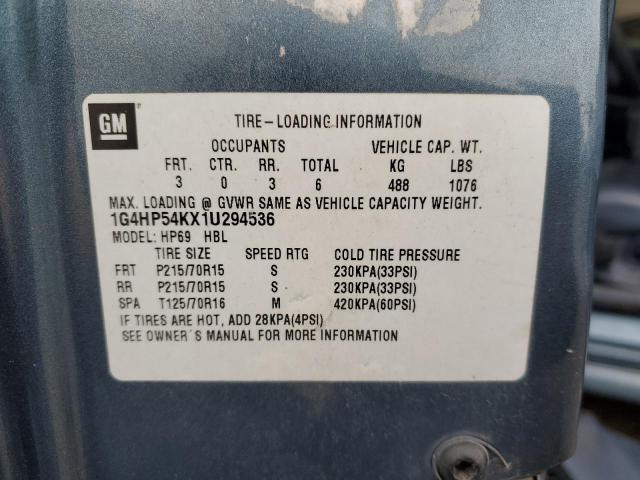 GM
TIRE-LOADING INFORMATION
OCCUPANTS VEHICLE CAP. WT.
FRT. CTR. RR. TOTAL KG LBS
3 0 3 6 488 1076
MAX. LOADING @ GVWR SAME AS VEHICLE CAPACITY WEIGHT.
1G4HP54KX1U294536
MODEL: HP69 HBL
TIRE SIZE SPEED RTG COLD TIRE PRESSURE
FRT P215/70R15 S 230KPA(33PSI)
RR P215/70R15 S 230KPA(33PSI)
SPA T125/70R16 M 420KPA(60PSI)
IF TIRES ARE HOT, ADD 28KPA(4PSI)
SEE OWNER'S MANUAL FOR MORE INFORMATION